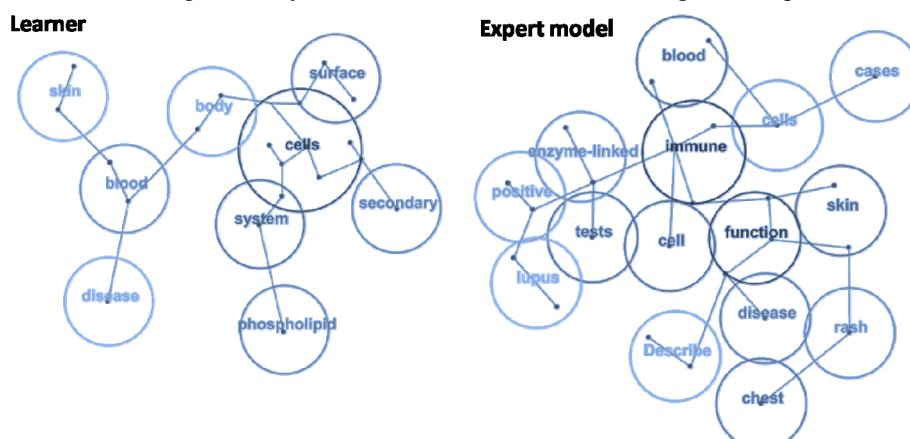 Learner
skin
body
surface
cells
blood
system
secondary
disease
phospholipid
Expert model
blood
cases
cells
immune
enzyme-linked
positive
skin
tests
cell
function
lupus
disease
rash
Describe
chest